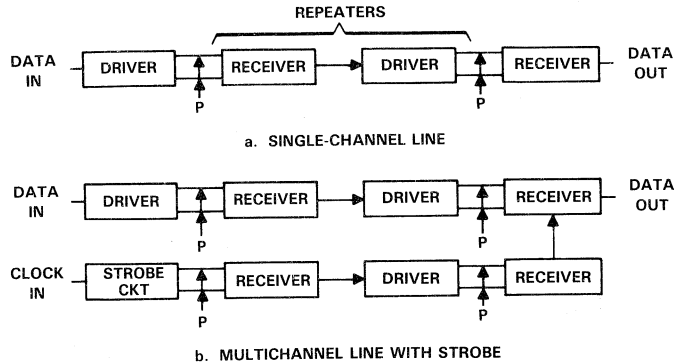 REPEATERS
DATA IN
DRIVER
RECEIVER
DRIVER
RECEIVER
DATA OUT
P
P
a. SINGLE-CHANNEL LINE
DATA IN
DRIVER
RECEIVER
DRIVER
RECEIVER
DATA OUT
P
P
CLOCK IN
STROBE CKT
RECEIVER
DRIVER
RECEIVER
P
P
b. MULTICHANNEL LINE WITH STROBE